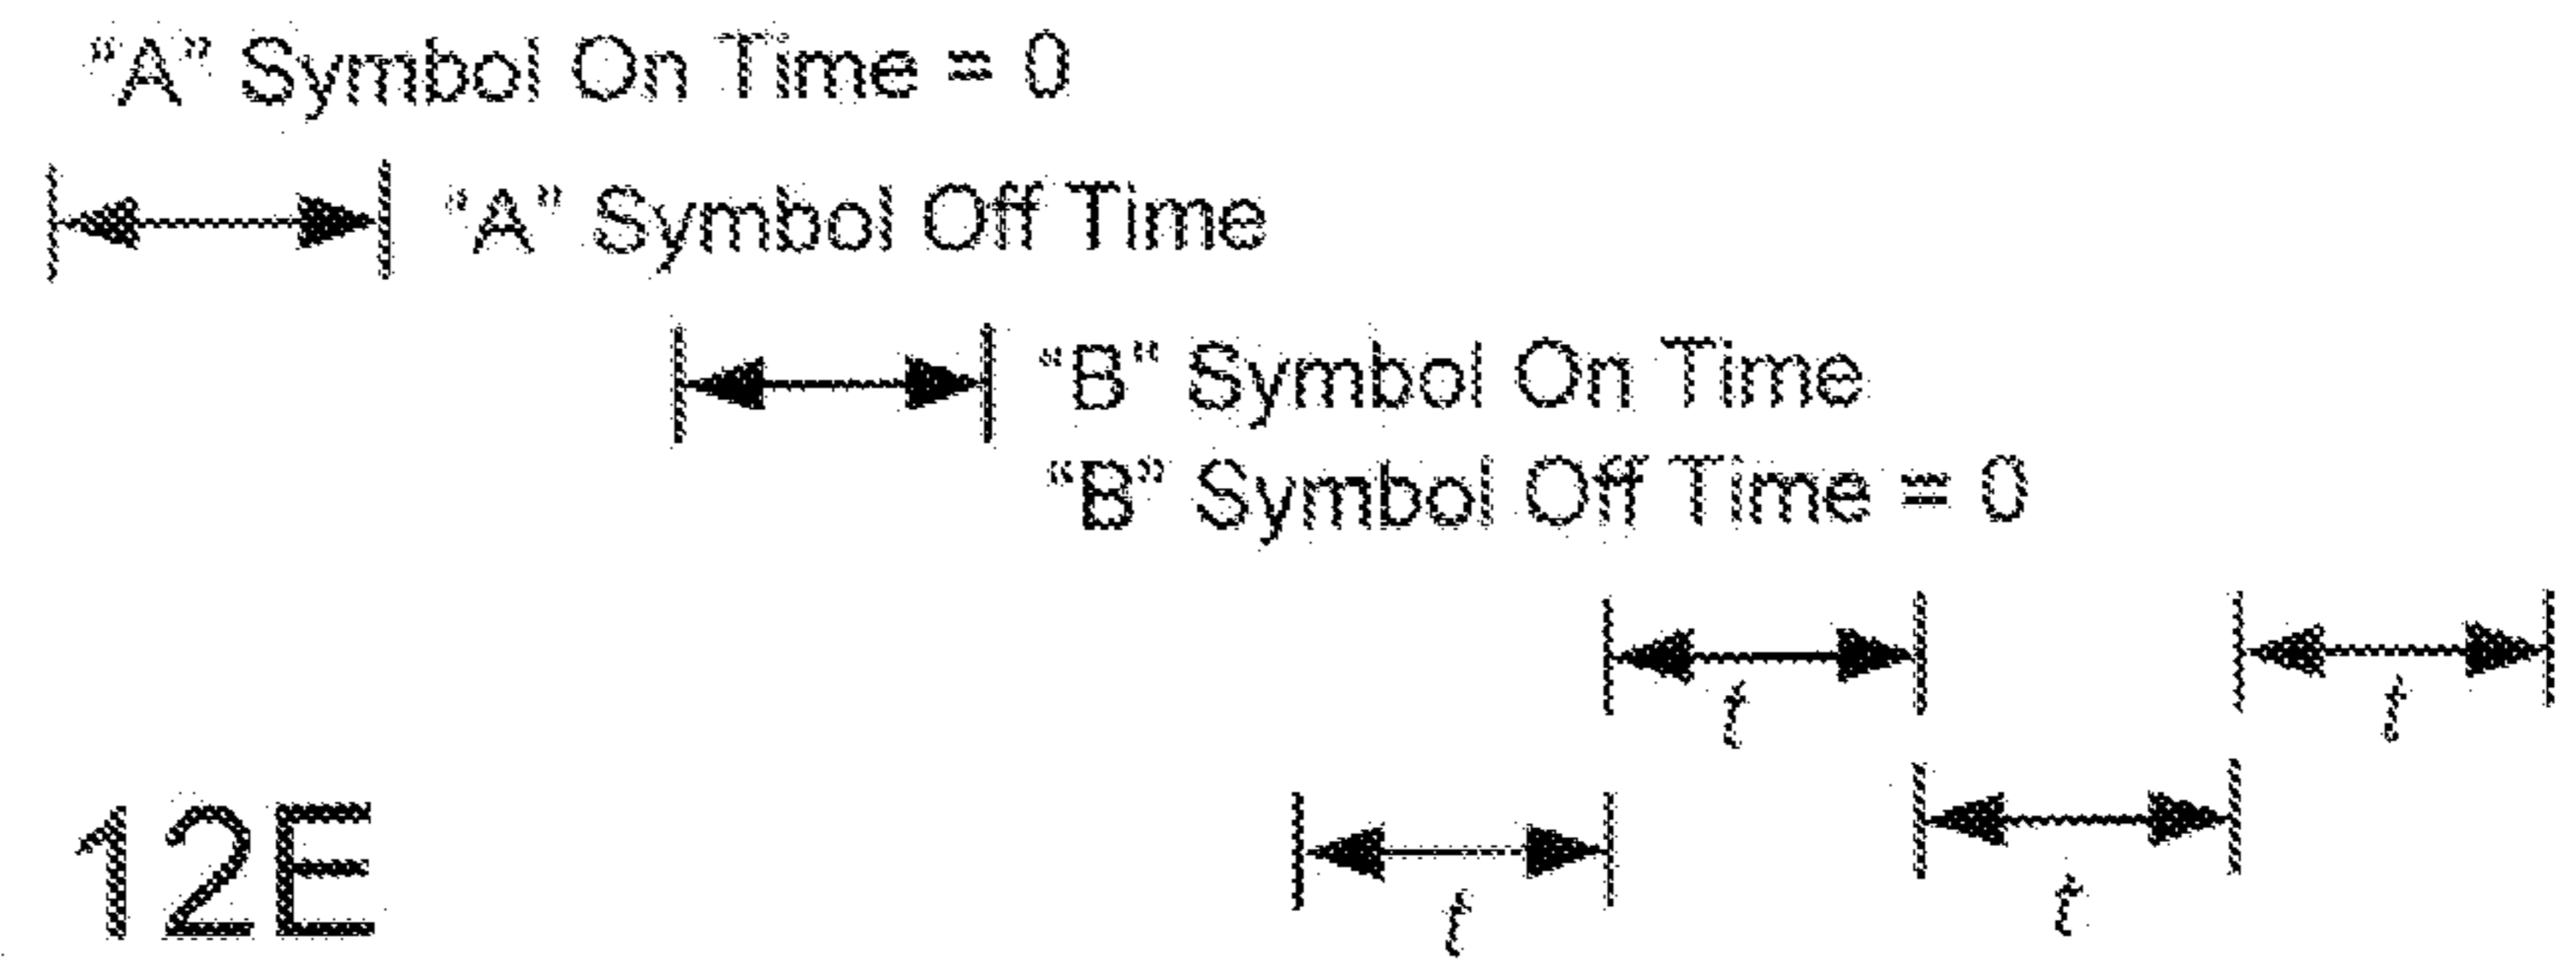 “A” Symbol On Time = 0
“A” Symbol Off Time
“B“ Symbol On Time
“B” Symbol Off Time = 0
t t
t t
12E